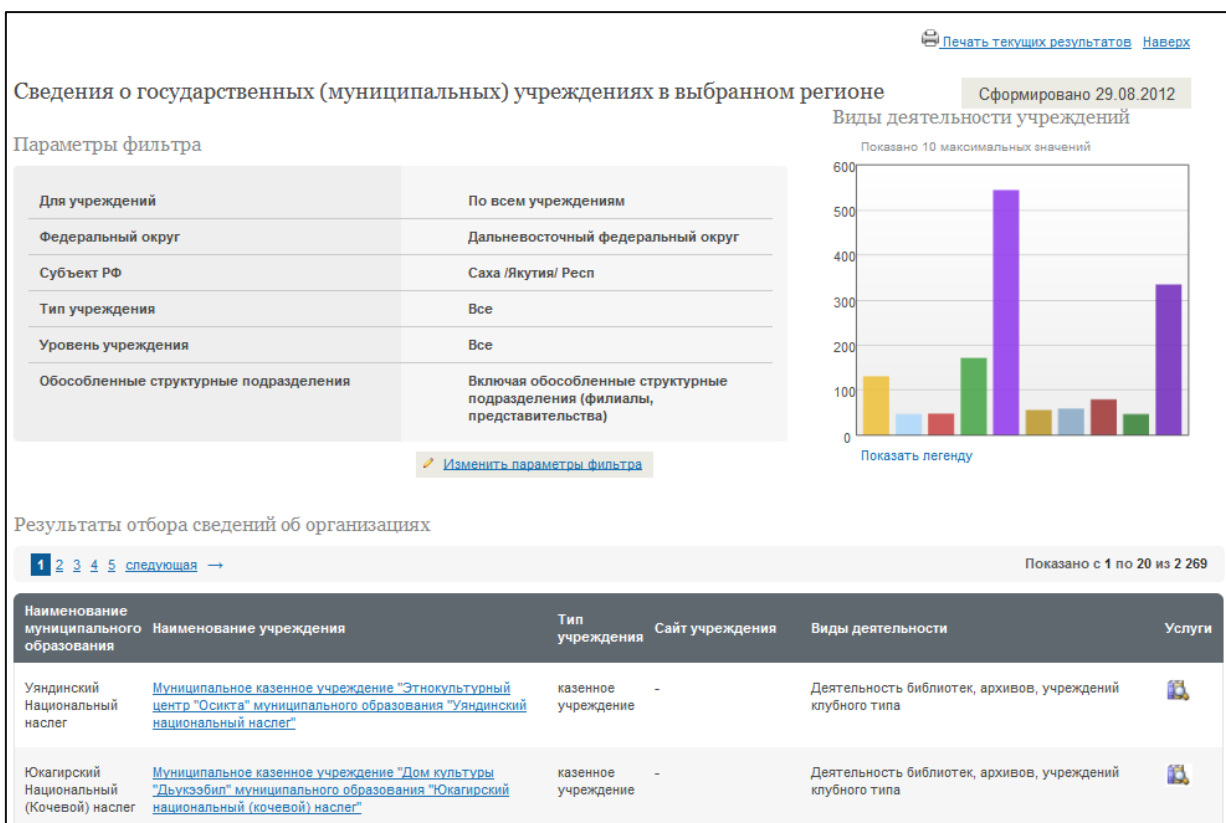 Печать текущих результатов Наверх
Сведения о государственных (муниципальных) учреждениях в выбранном регионе
Сформировано 29.08.2012
Параметры фильтра
Для учреждений По всем учреждениям
Федеральный округ Дальневосточный федеральный округ
Субъект РФ Саха /Якутия/ Респ
Тип учреждения Все
Уровень учреждения Все
Обособленные структурные подразделения Включая обособленные структурные
подразделения (филиалы,
представительства)
Изменить параметры фильтра
Виды деятельности учреждений
Показано 10 максимальных значений
600
500
400
300
200
100
0
Показать легенду
Результаты отбора сведений об организациях
1 2 3 4 5 следующая →
Показано с 1 по 20 из 2 269
Наименование
муниципального
образования
Наименование учреждения
Тип
учреждения
Сайт учреждения
Виды деятельности
Услуги
Уяндинский
Национальный
наслег
Муниципальное казенное учреждение "Этнокультурный
центр "Осикта" муниципального образования "Уяндинский
национальный наслег"
казенное
учреждение
-
Деятельность библиотек, архивов, учреждений
клубного типа
Юкагирский
Национальный
(Кочевой) наслег
Муниципальное казенное учреждение "Дом культуры
"Дьукээбил" муниципального образования "Юкагирский
национальный (кочевой) наслег"
казенное
учреждение
-
Деятельность библиотек, архивов, учреждений
клубного типа